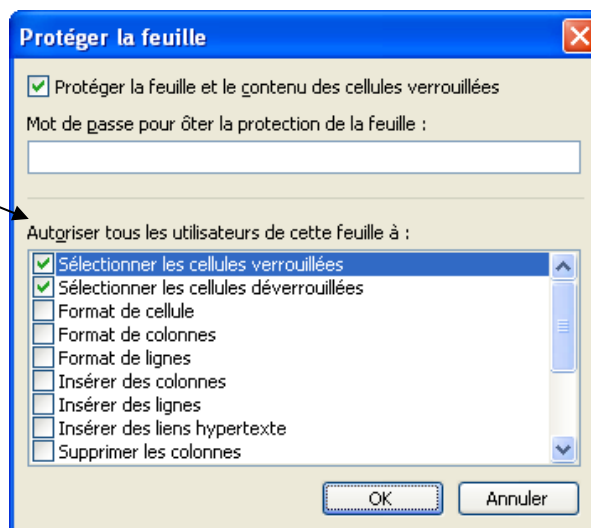 Protéger la feuille
Protéger la feuille et le contenu des cellules verrouillées
Mot de passe pour ôter la protection de la feuille :
Autoriser tous les utilisateurs de cette feuille à :
Sélectionner les cellules verrouillées
Sélectionner les cellules déverrouillées
Format de cellule
Format de colonnes
Format de lignes
Insérer des colonnes
Insérer des lignes
Insérer des liens hypertexte
Supprimer les colonnes
OK
Annuler